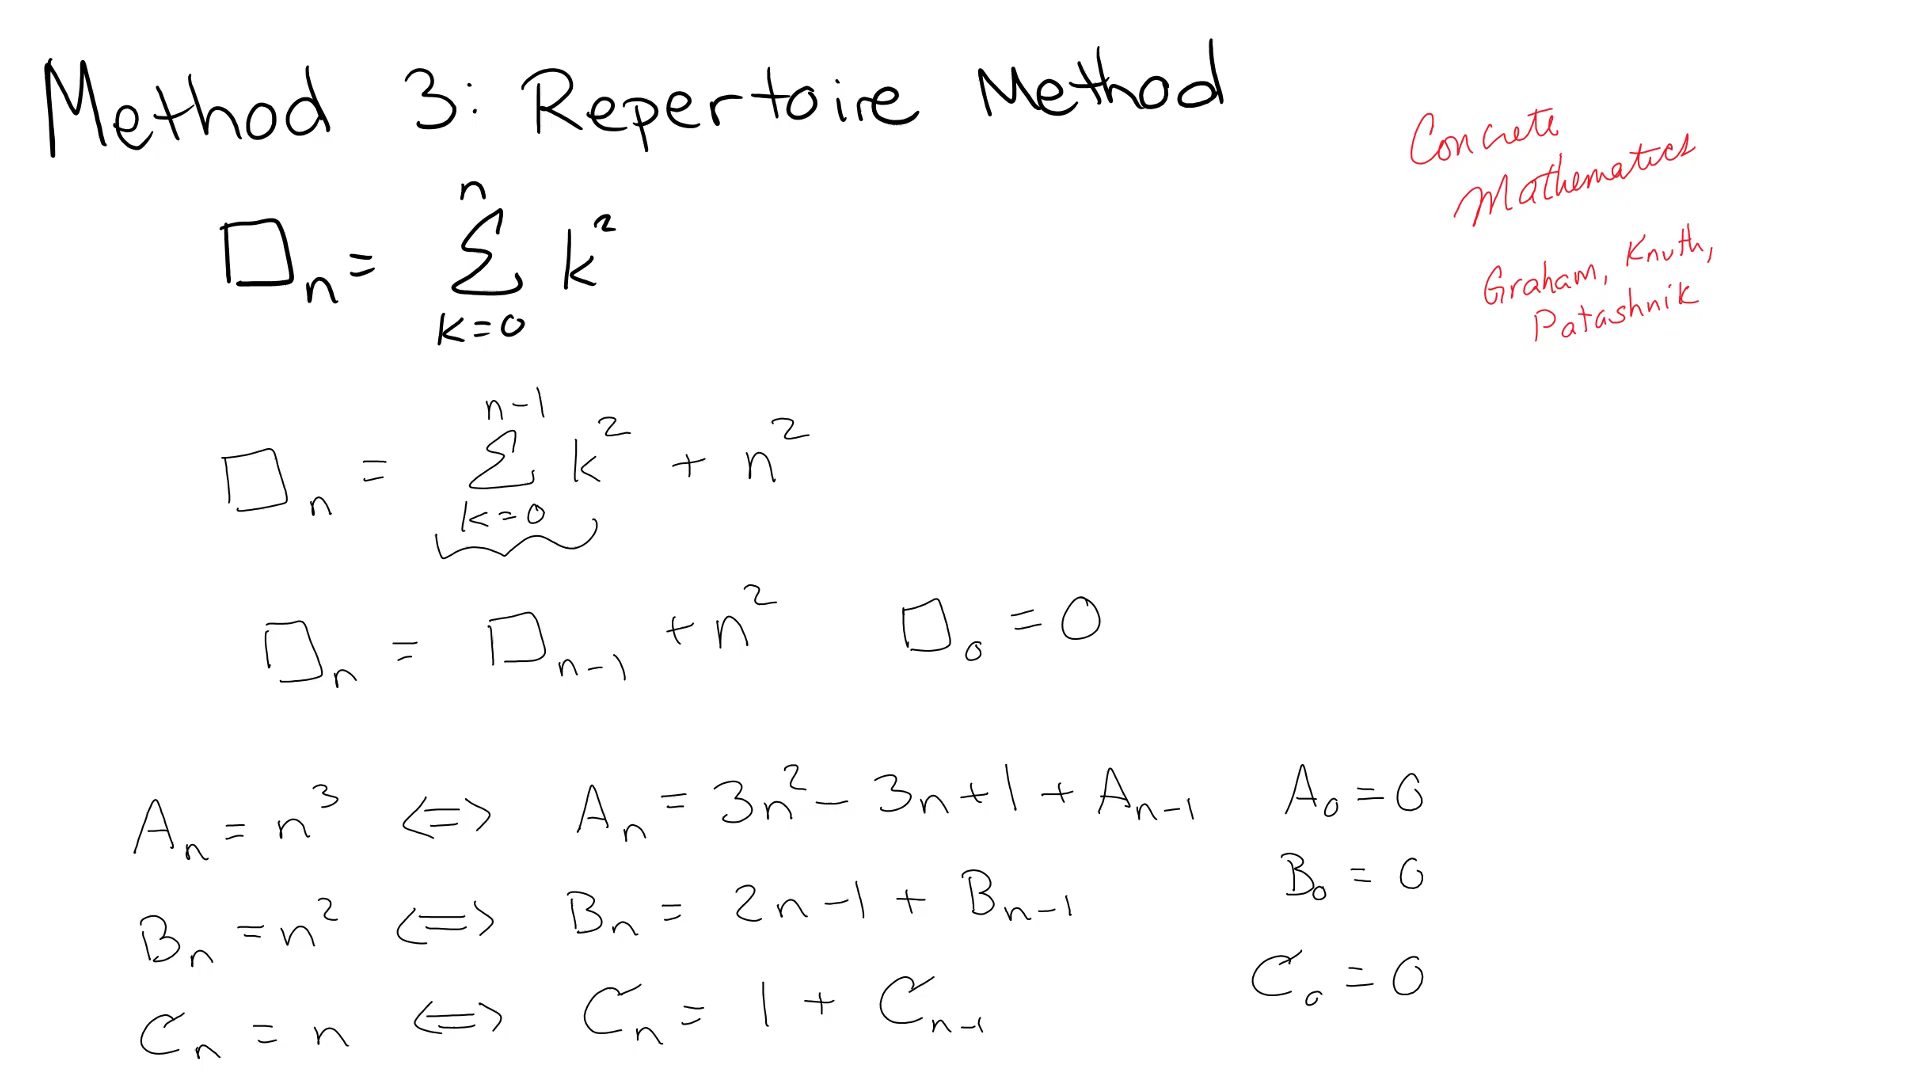 Method 3: Repertoire Method
Concrete
Mathematics
Graham, Knuth,
Patashnik
□ₙ = ∑ₖ₌₀ⁿ k²
□ₙ = ∑ₖ₌₀ⁿ⁻¹ k² + n²
□ₙ = □ₙ₋₁ + n² □₀ = 0
Aₙ = n³ <=> Aₙ = 3n² - 3n + 1 + Aₙ₋₁ A₀ = 0
Bₙ = n² <=> Bₙ = 2n - 1 + Bₙ₋₁ B₀ = 0
Cₙ = n <=> Cₙ = 1 + Cₙ₋₁ C₀ = 0